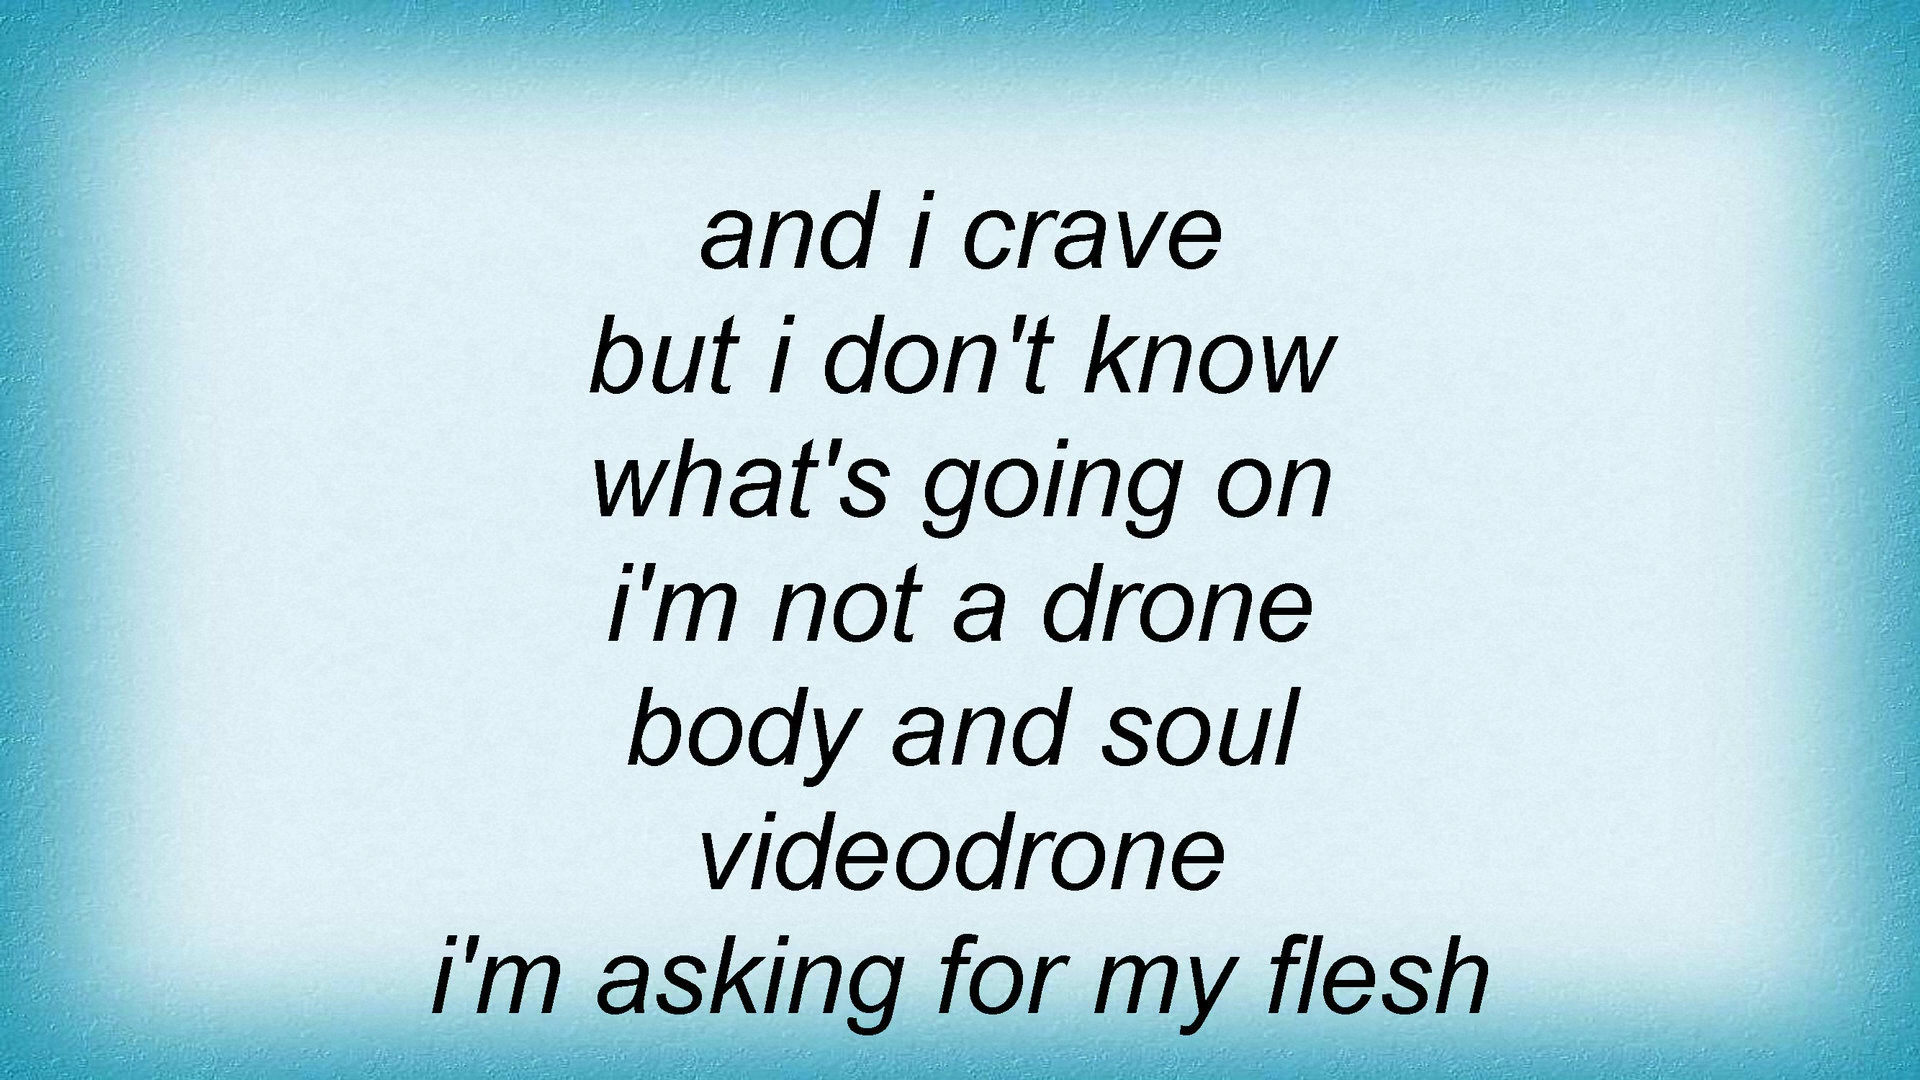 and i crave
but i don't know
what's going on
i'm not a drone
body and soul
videodrone
i'm asking for my flesh